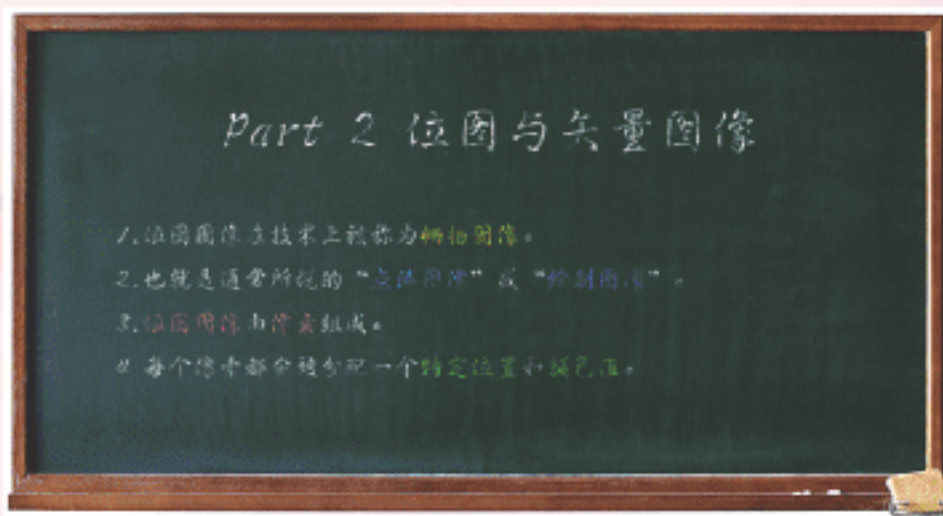 Part 2 位图与矢量图像
1.位图图像在技术上被称为栅格图像。
2.也就是通常所说的“点阵图像”或“绘制图像”。
3.位图图像由像素组成。
4.每个像素都会被分配一个特定位置和颜色值。